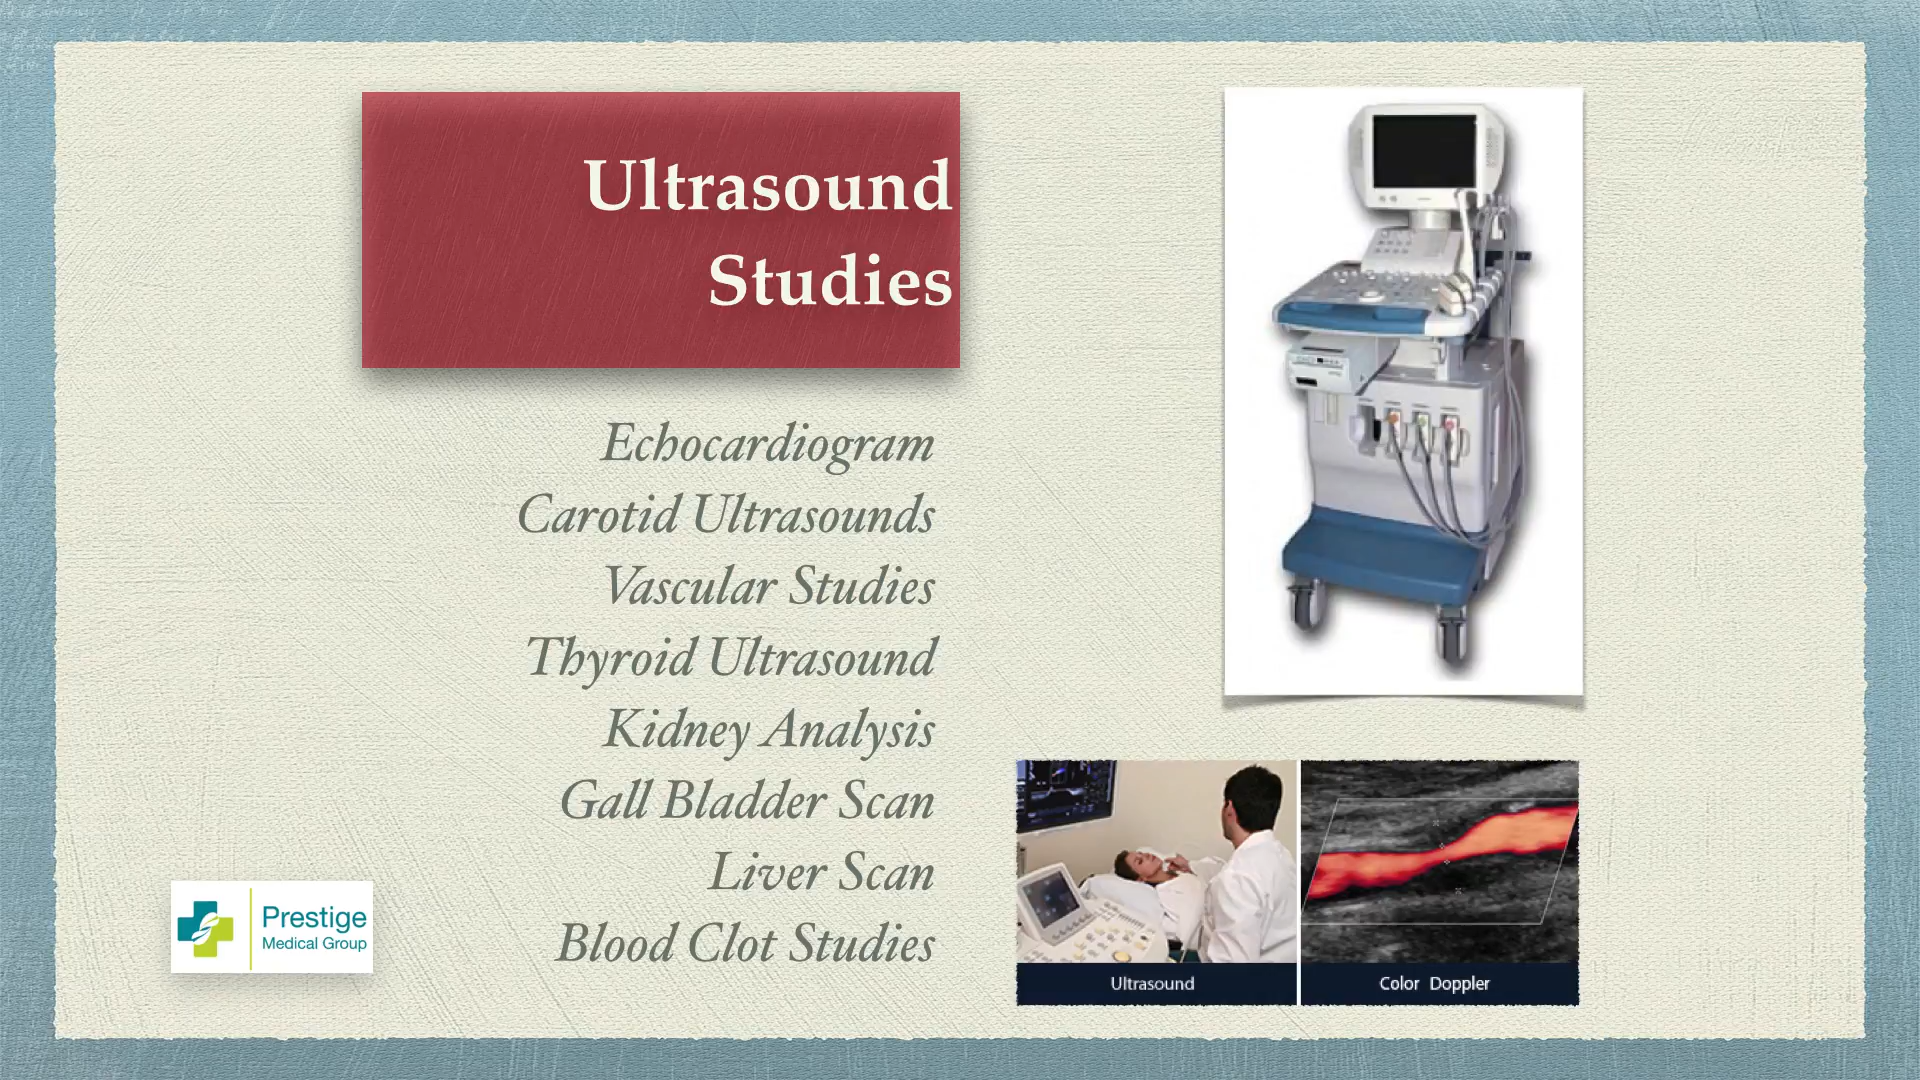 Ultrasound
Studies
Echocardiogram
Carotid Ultrasounds
Vascular Studies
Thyroid Ultrasound
Kidney Analysis
Gall Bladder Scan
Liver Scan
Blood Clot Studies
Prestige
Medical Group
Ultrasound
Color Doppler